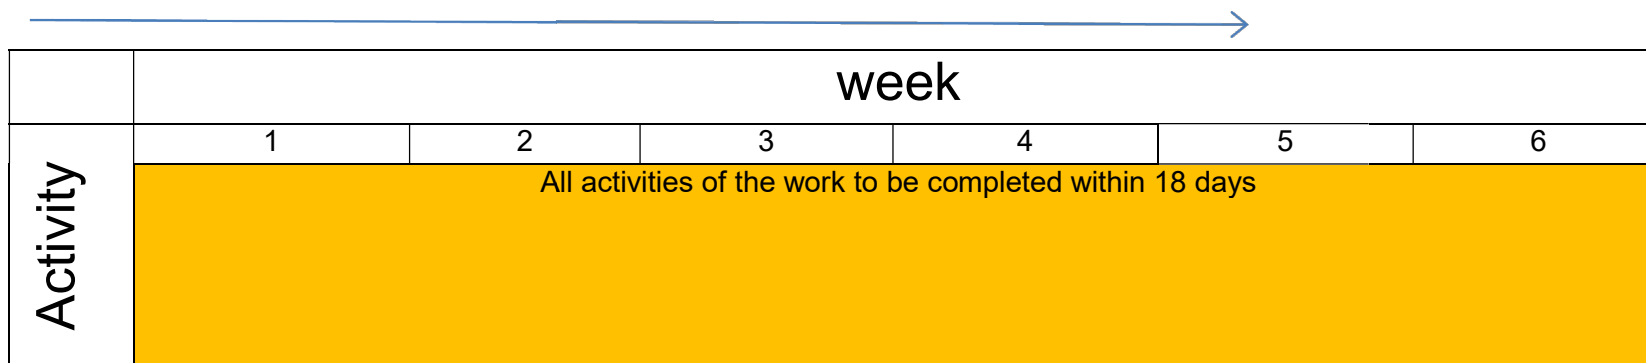 week
1 2 3 4 5 6
Activity
All activities of the work to be completed within 18 days